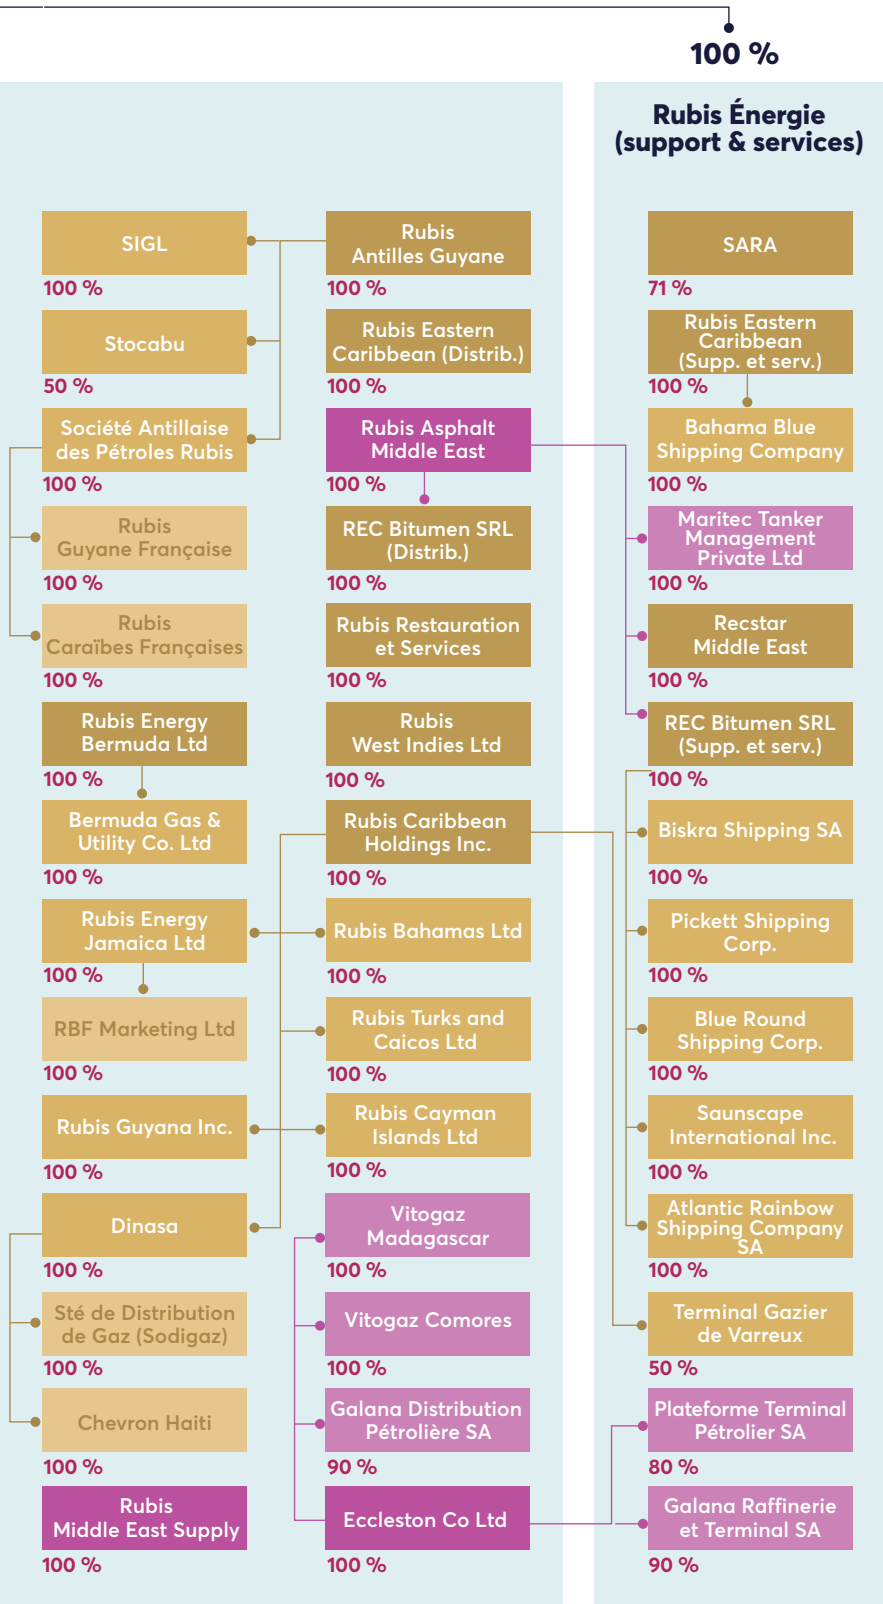 100 %
Rubis Énergie
(support & services)
SIGL
100 %
Stocabu
50 %
Société Antillaise
des Pétroles Rubis
100 %
Rubis
Guyane Française
100 %
Rubis
Caraïbes Françaises
100 %
Rubis Energy
Bermuda Ltd
100 %
Bermuda Gas &
Utility Co. Ltd
100 %
Rubis Energy
Jamaica Ltd
100 %
RBF Marketing Ltd
100 %
Rubis Guyana Inc.
100 %
Dinasa
100 %
Sté de Distribution
de Gaz (Sodigaz)
100 %
Chevron Haiti
100 %
Rubis
Middle East Supply
100 %
Rubis
Antilles Guyane
100 %
Rubis Eastern
Caribbean (Distrib.)
100 %
Rubis Asphalt
Middle East
100 %
REC Bitumen SRL
(Distrib.)
100 %
Rubis Restauration
et Services
100 %
Rubis
West Indies Ltd
100 %
Rubis Caribbean
Holdings Inc.
100 %
Rubis Bahamas Ltd
100 %
Rubis Turks and
Caicos Ltd
100 %
Rubis Cayman
Islands Ltd
100 %
Vitogaz
Madagascar
100 %
Vitogaz Comores
100 %
Galana Distribution
Pétrolière SA
90 %
Eccleston Co Ltd
100 %
SARA
71 %
Rubis Eastern
Caribbean
(Supp. et serv.)
100 %
Bahama Blue
Shipping Company
100 %
Maritec Tanker
Management
Private Ltd
100 %
Recstar
Middle East
100 %
REC Bitumen SRL
(Supp. et serv.)
100 %
Biskra Shipping SA
100 %
Pickett Shipping
Corp.
100 %
Blue Round
Shipping Corp.
100 %
Saunscape
International Inc.
100 %
Atlantic Rainbow
Shipping Company
SA
100 %
Terminal Gazier
de Varreux
50 %
Plateforme Terminal
Pétrolier SA
80 %
Galana Raffinerie
et Terminal SA
90 %